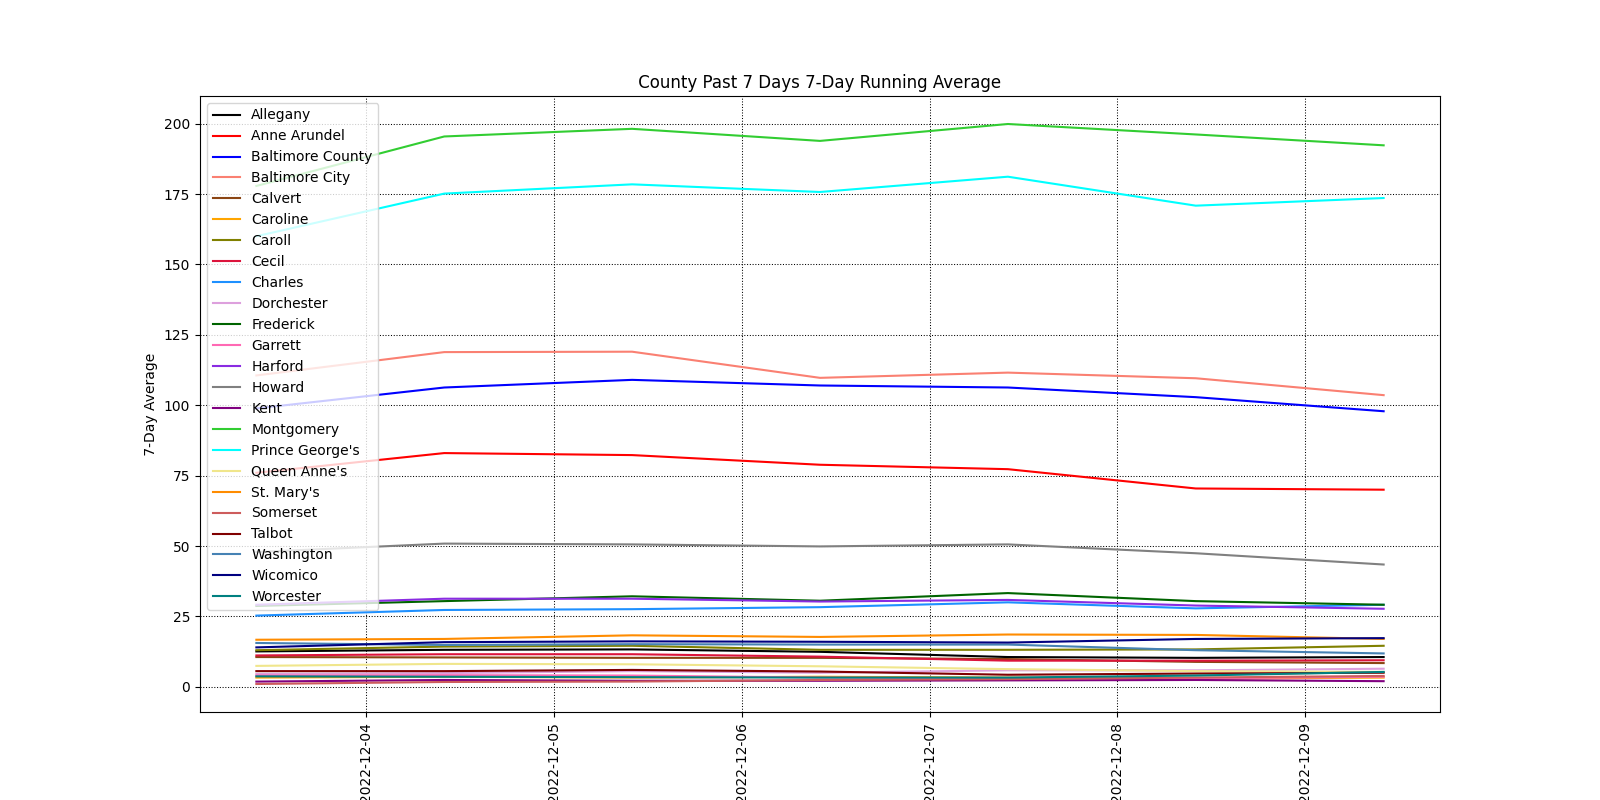 County Past 7 Days 7-Day Running Average
7-Day Average
200
175
150
125
100
75
50
25
0
Allegany
Anne Arundel
Baltimore County
Baltimore City
Calvert
Caroline
Caroll
Cecil
Charles
Dorchester
Frederick
Garrett
Harford
Howard
Kent
Montgomery
Prince George's
Queen Anne's
St. Mary's
Somerset
Talbot
Washington
Wicomico
Worcester
2022-12-04
2022-12-05
2022-12-06
2022-12-07
2022-12-08
2022-12-09